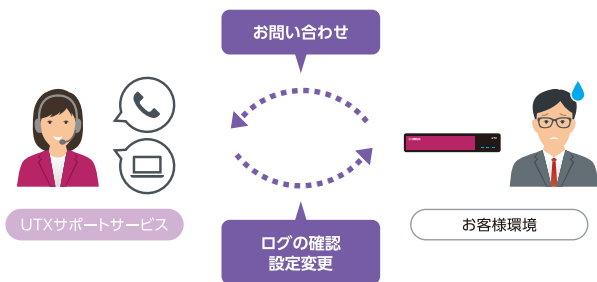 お問い合わせ
UTXサポートサービス
お客様環境
ログの確認
設定変更